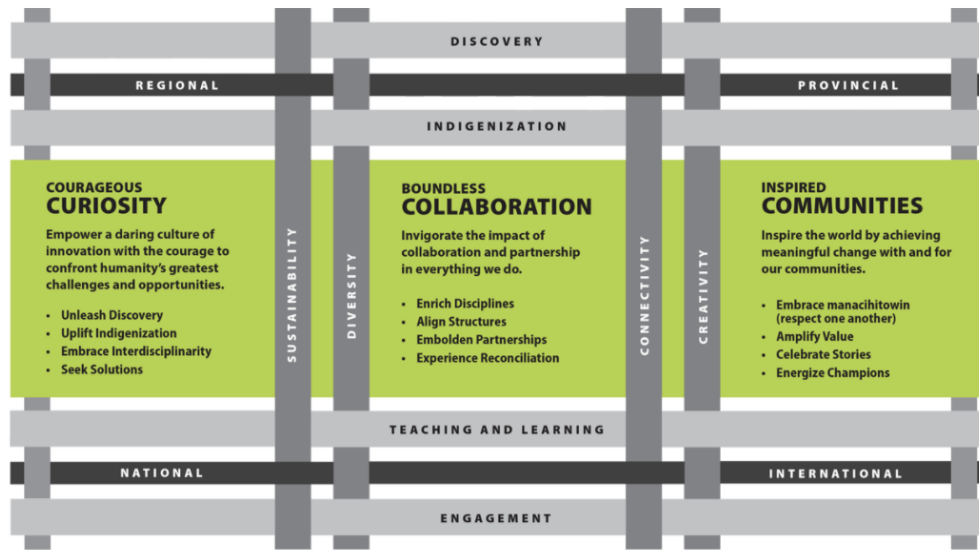 DISCOVERY
REGIONAL
PROVINCIAL
INDIGENIZATION
COURAGEOUS
CURIOSITY
Empower a daring culture of
innovation with the courage to
confront humanity's greatest
challenges and opportunities.
• Unleash Discovery
• Uplift Indigenization
• Embrace Interdisciplinarity
• Seek Solutions
SUSTAINABILITY
DIVERSITY
BOUNDLESS
COLLABORATION
Invigorate the impact of
collaboration and partnership
in everything we do.
• Enrich Disciplines
• Align Structures
• Embolden Partnerships
• Experience Reconciliation
CONNECTIVITY
CREATIVITY
INSPIRED
COMMUNITIES
Inspire the world by achieving
meaningful change with and for
our communities.
• Embrace manacihitowin
(respect one another)
• Amplify Value
• Celebrate Stories
• Energize Champions
TEACHING AND LEARNING
NATIONAL
INTERNATIONAL
ENGAGEMENT